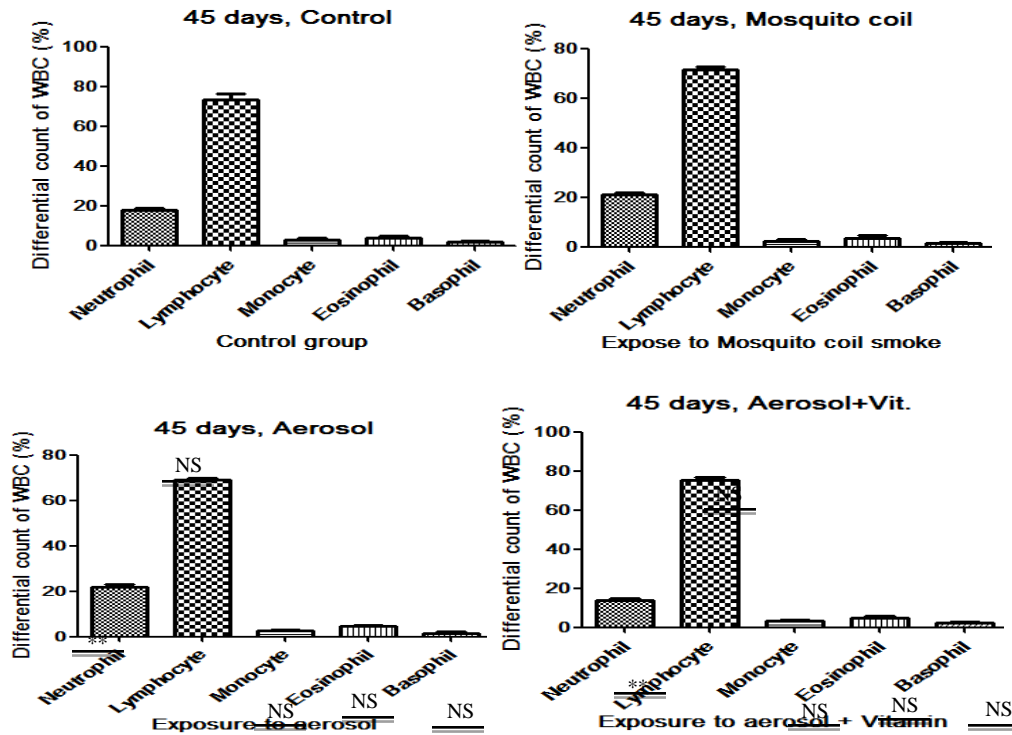 45 days, Control
Differential count of WBC (%)
100
80
60
40
20
0
Neutrophil
Lymphocyte
Monocyte
Eosinophil
Basophil
Control group
45 days, Mosquito coil
Differential count of WBC (%)
80
60
40
20
0
Neutrophil
Lymphocyte
Monocyte
Eosinophil
Basophil
Expose to Mosquito coil smoke
45 days, Aerosol
Differential count of WBC (%)
80
60
40
20
0
NS
**
Neutrophil
Lymphocyte
Monocyte
Eosinophil
Basophil
NS
NS
NS
Exposure to aerosol
45 days, Aerosol+Vit.
Differential count of WBC (%)
100
80
60
40
20
0
NS
Neutrophil
Lymphocyte
Monocyte
Eosinophil
Basophil
**
NS
NS
NS
Exposure to aerosol + Vitamin